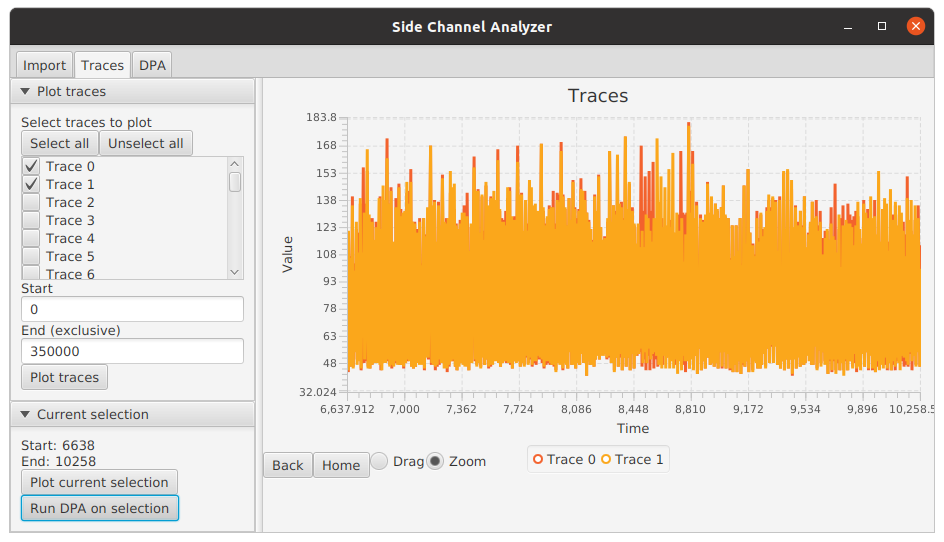 Side Channel Analyzer
Import Traces DPA
Plot traces
Select traces to plot
Select all Unselect all
Trace 0
Trace 1
Trace 2
Trace 3
Trace 4
Trace 5
Trace 6
Start
0
End (exclusive)
350000
Plot traces
Current selection
Start: 6638
End: 10258
Plot current selection
Run DPA on selection
Traces
Value
183.8
168
153
138
123
108
93
78
63
48
32.024
6,637.912 7,000 7,362 7,724 8,086 8,448 8,810 9,172 9,534 9,896 10,258.5
Time
Back Home Drag Zoom Trace 0 Trace 1